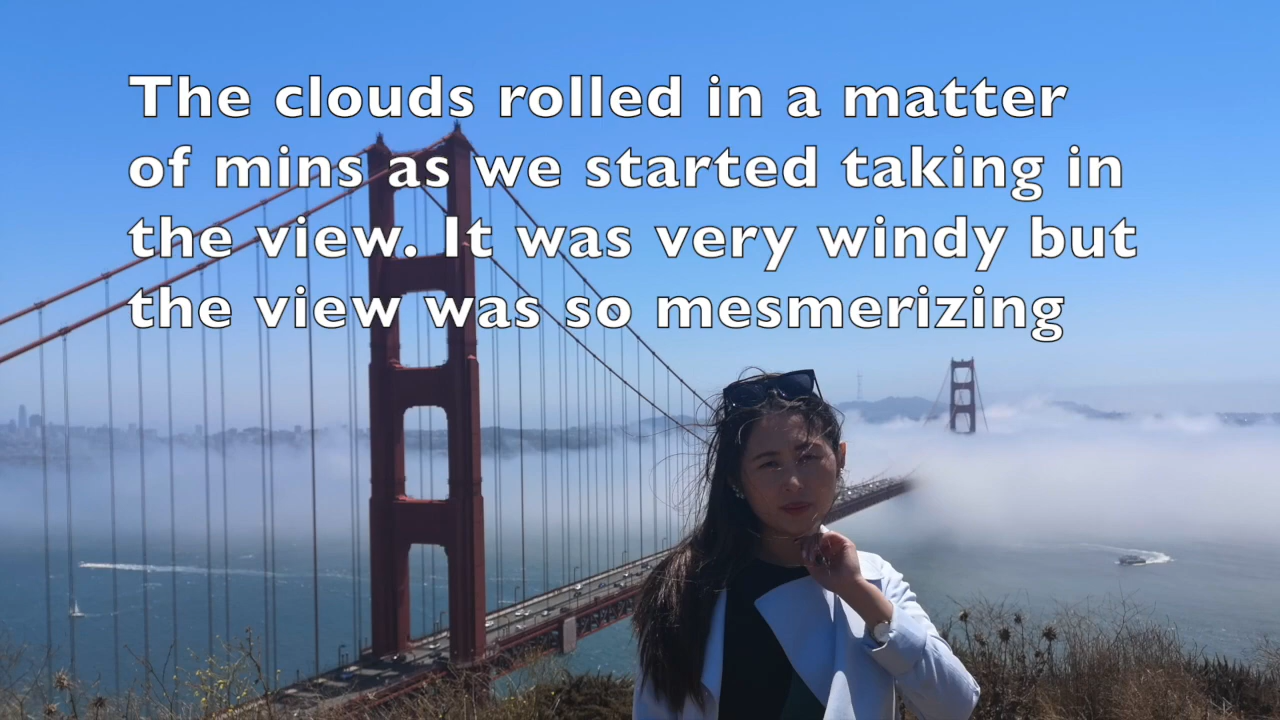 The clouds rolled in a matter
of mins as we started taking in
the view. It was very windy but
the view was so mesmerizing